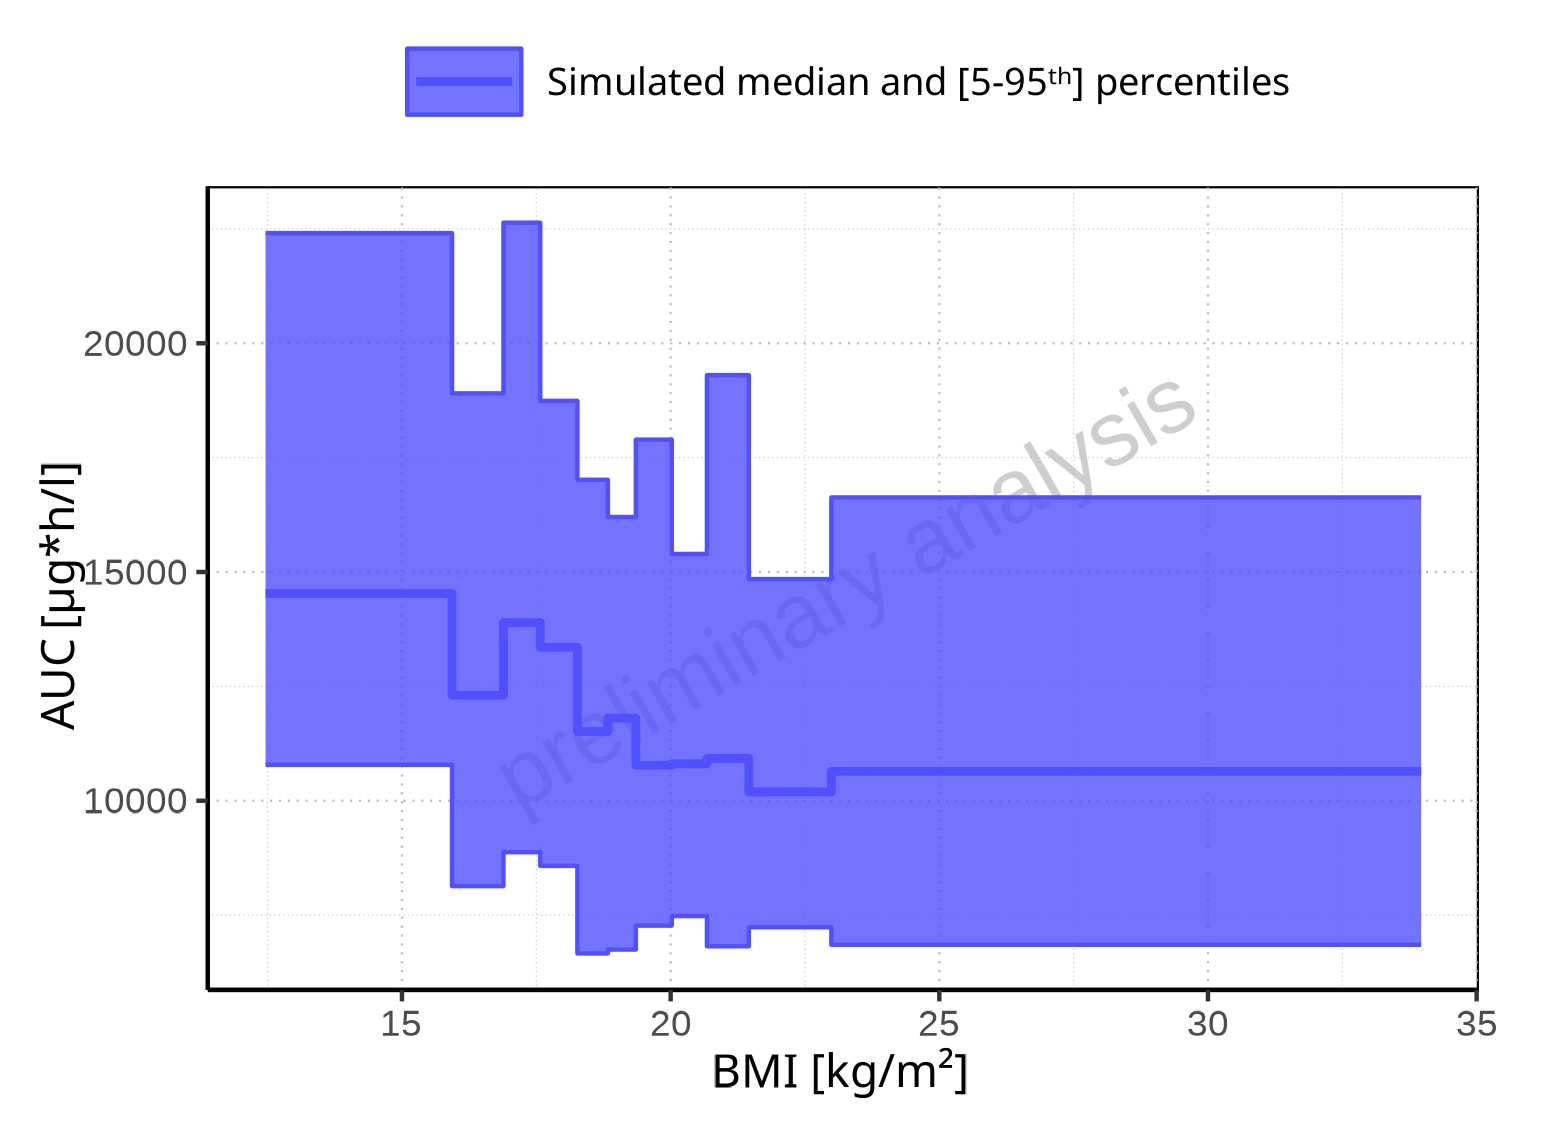 Simulated median and [5-95ᵗʰ] percentiles
20000
15000
10000
AUC [µg*h/l]
preliminary analysis
15 20 25 30 35
BMI [kg/m²]